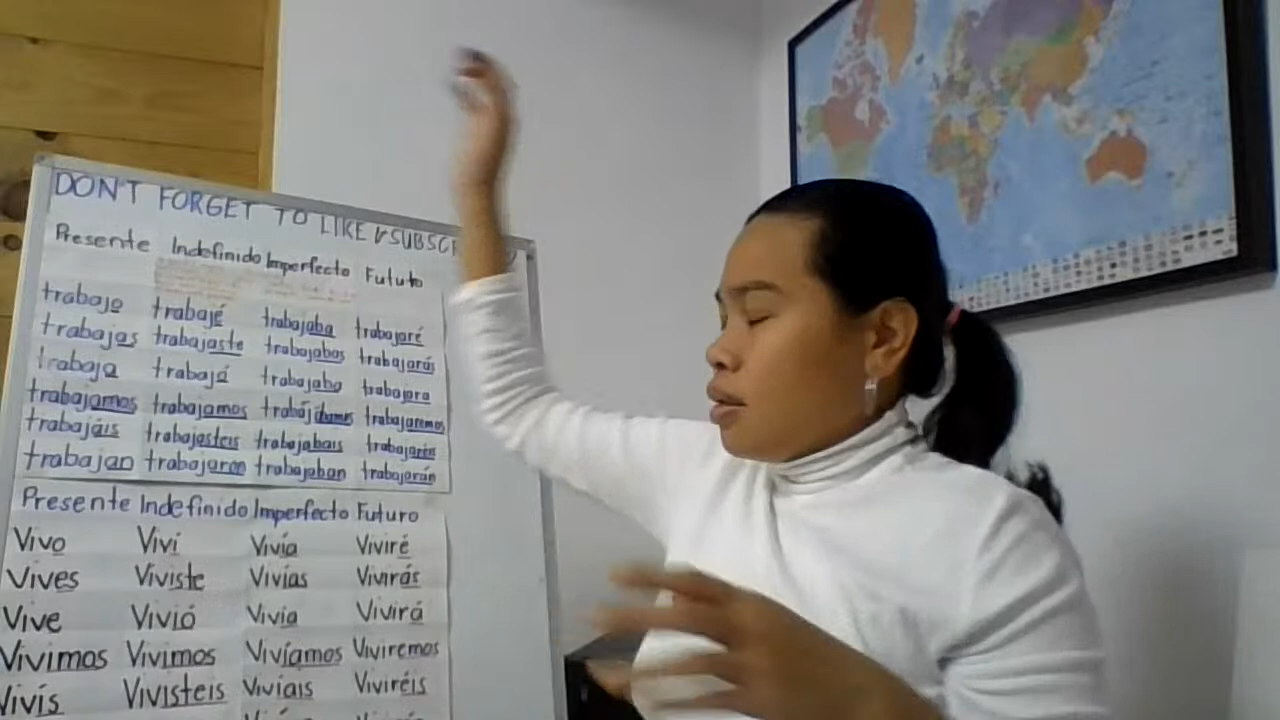 DON'T FORGET TO LIKE & SUBSC
Presente Indefinido Imperfecto Futuro
trabajo trabajé trabajaba trabajaré
trabajas trabajaste trabajabas trabajarás
trabaja trabajó trabajaba trabajara
trabajamos trabajamos trabajábamos trabajaremos
trabajáis trabajasteis trabajabais trabajaréis
trabajan trabajaron trabajaban trabajarán
Presente Indefinido Imperfecto Futuro
Vivo Viví Vivía Viviré
Vives Viviste Vivías Vivirás
Vive Vivió Vivía Vivirá
Vivimos Vivimos Vivíamos Viviremos
Vivís Vivisteis Vivíais Viviréis